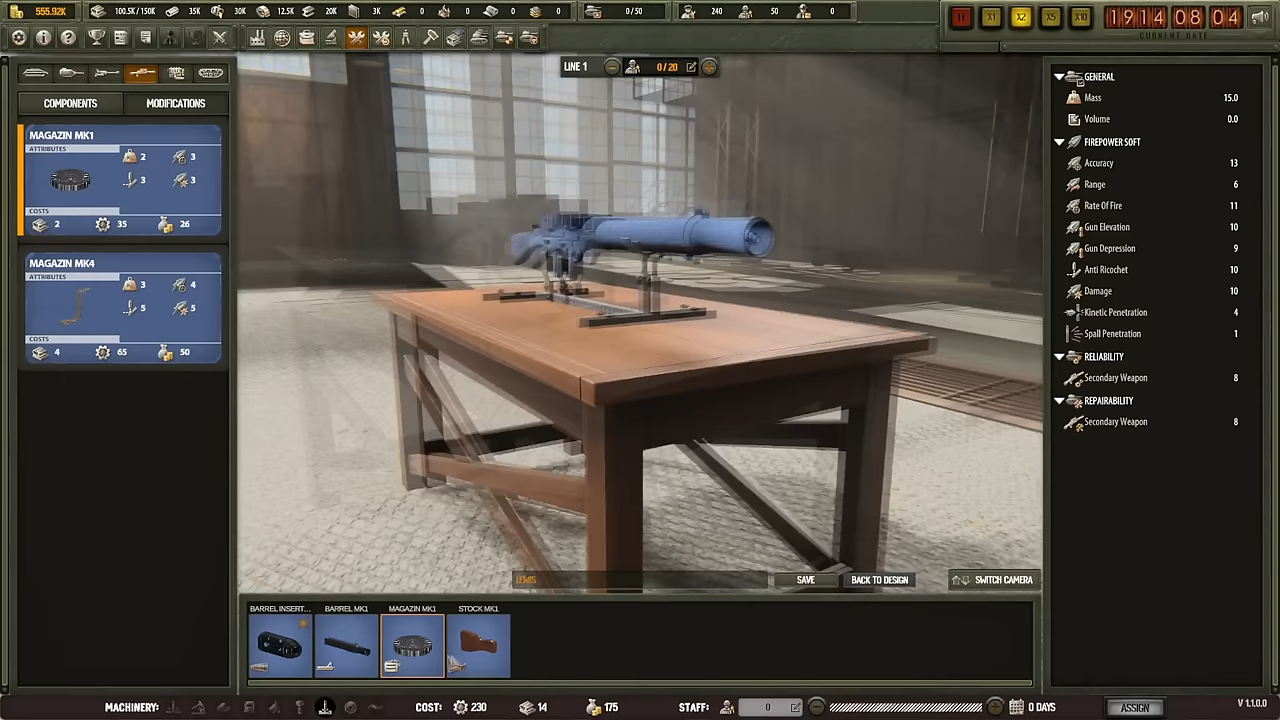 555.92K 100.5K/150K 35K 30K 12.5K 20K 3K 0 0 0 0 0/50 240 50 0
X1 X2 X5 X10
1914 08 04
CURRENT DATE
LINE 1 0/20
COMPONENTS MODIFICATIONS
MAGAZIN MK1
ATTRIBUTES
2 3
3 3
COSTS
2 35 26
MAGAZIN MK4
ATTRIBUTES
3 4
5 5
COSTS
4 65 50
GENERAL
Mass 15.0
Volume 0.0
FIREPOWER SOFT
Accuracy 13
Range 6
Rate Of Fire 11
Gun Elevation 10
Gun Depression 9
Anti Ricochet 10
Damage 10
Kinetic Penetration 4
Spall Penetration 1
RELIABILITY
Secondary Weapon 8
REPAIRABILITY
Secondary Weapon 8
LEWIS SAVE BACK TO DESIGN SWITCH CAMERA
BARREL INSERT... BARREL MK1 MAGAZIN MK1 STOCK MK1
MACHINERY: COST: 230 14 175 STAFF: 0 0 DAYS ASSIGN V 1.1.0.0